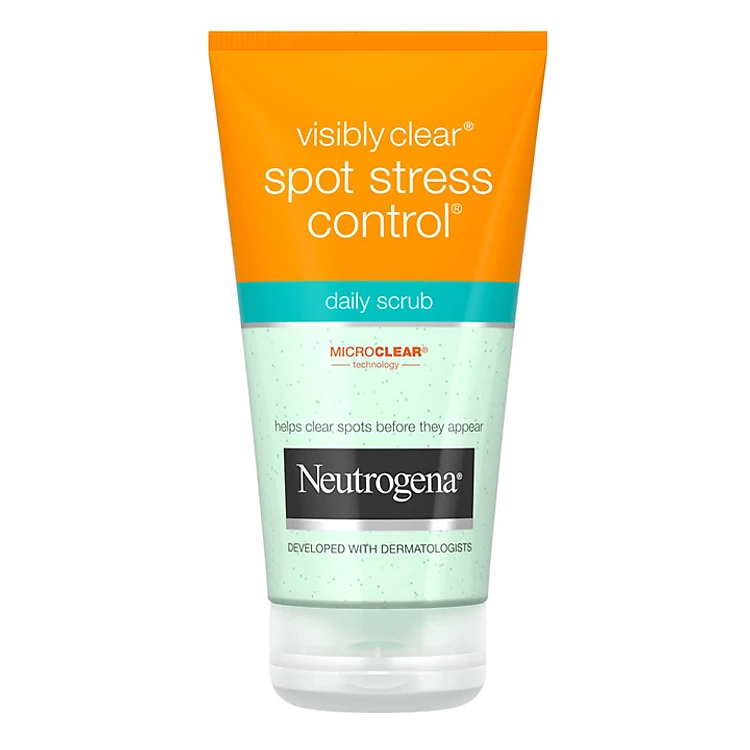 visibly clear®
spot stress
control®
daily scrub
MICROCLEAR®
technology
helps clear spots before they appear
Neutrogena®
DEVELOPED WITH DERMATOLOGISTS